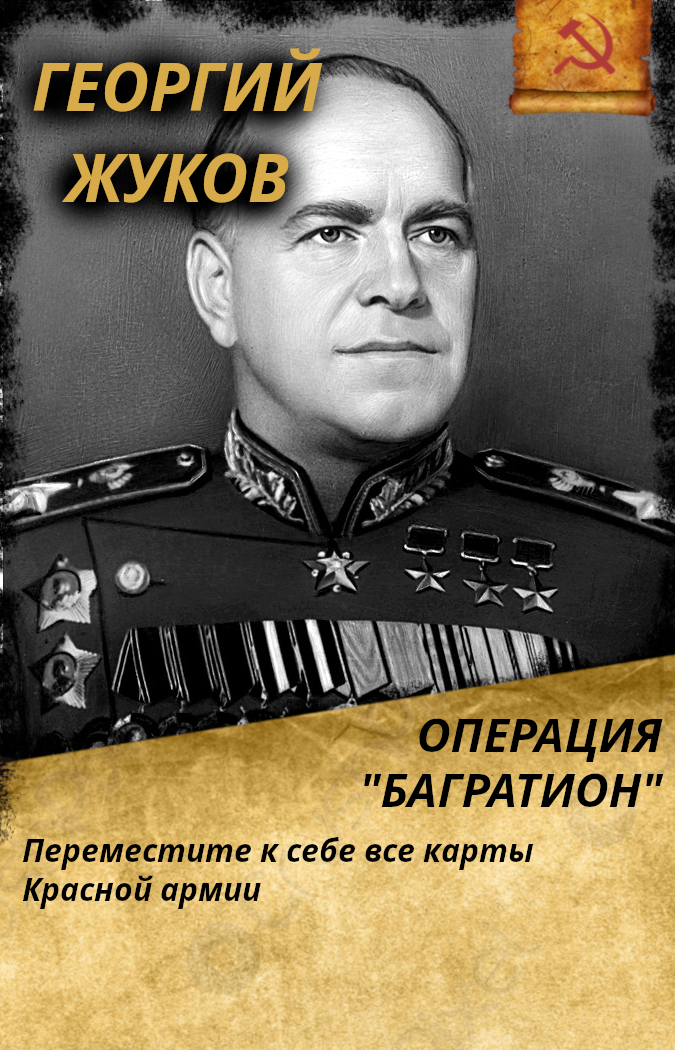 ГЕОРГИЙ
ЖУКОВ
ОПЕРАЦИЯ
"БАГРАТИОН"
Переместите к себе все карты
Красной армии